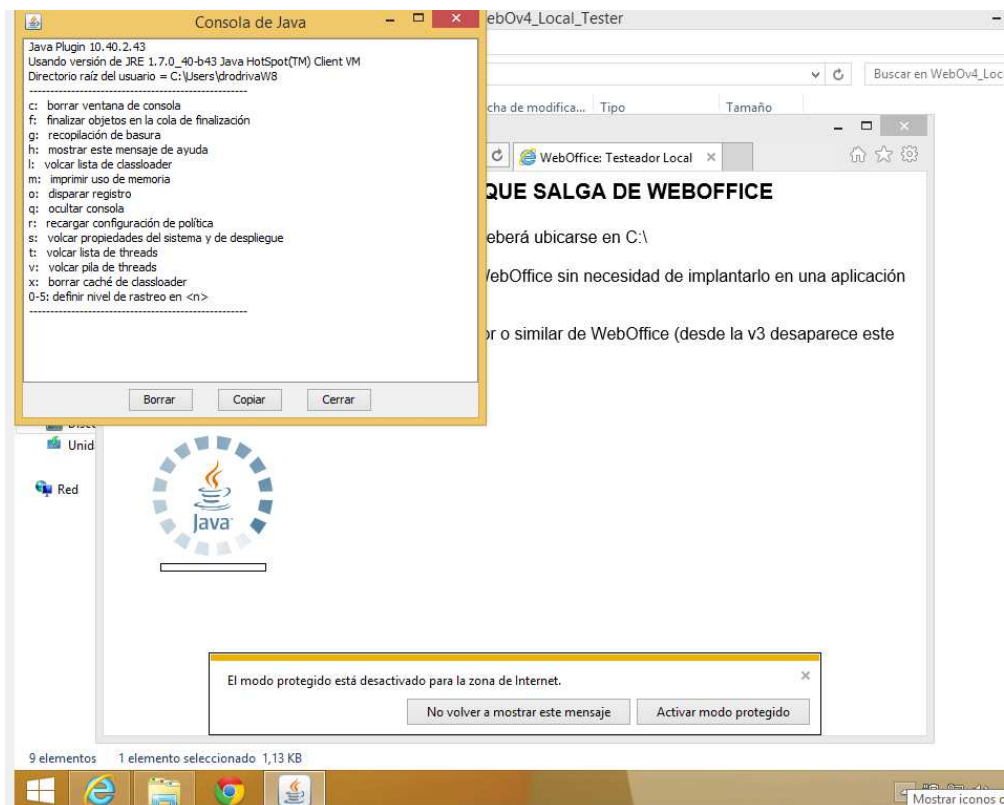 Consola de Java
Java Plugin 10.40.2.43
Usando versión de JRE 1.7.0_40-b43 Java HotSpot(TM) Client VM
Directorio raíz del usuario = C:\Users\drodrivaW8
----------------------------------------------------
c: borrar ventana de consola
f: finalizar objetos en la cola de finalización
g: recopilación de basura
h: mostrar este mensaje de ayuda
l: volcar lista de classloader
m: imprimir uso de memoria
o: disparar registro
q: ocultar consola
r: recargar configuración de política
s: volcar propiedades del sistema y de despliegue
t: volcar lista de threads
v: volcar pila de threads
x: borrar caché de classloader
0-5: definir nivel de rastreo en <n>
----------------------------------------------------
Borrar Copiar Cerrar
ebOv4_Local_Tester
Buscar en WebOv4_Loc
cha de modifica... Tipo Tamaño
WebOffice: Testeador Local
QUE SALGA DE WEBOFFICE
eberá ubicarse en C:\
ebOffice sin necesidad de implantarlo en una aplicación
or o similar de WebOffice (desde la v3 desaparece este
Unid
Red
Java
El modo protegido está desactivado para la zona de Internet.
No volver a mostrar este mensaje Activar modo protegido
9 elementos 1 elemento seleccionado 1,13 KB
Mostrar iconos